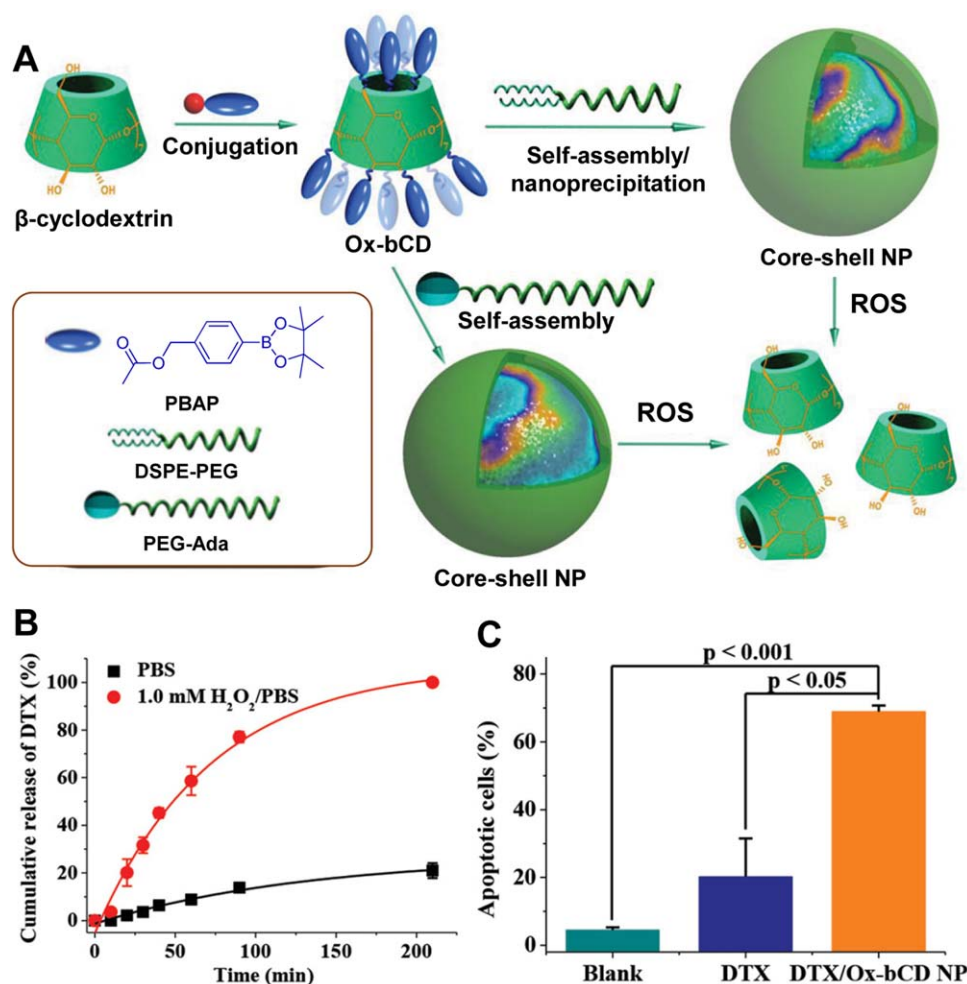 A
β-cyclodextrin
Conjugation
Ox-bCD
Self-assembly/
nanoprecipitation
Core-shell NP
ROS
Self-assembly
Core-shell NP
ROS
PBAP
DSPE-PEG
PEG-Ada
B
PBS
1.0 mM H₂O₂/PBS
Cumulative release of DTX (%)
100
80
60
40
20
0
0 50 100 150 200
Time (min)
C
p < 0.001
p < 0.05
Apoptotic cells (%)
80
60
40
20
0
Blank DTX DTX/Ox-bCD NP